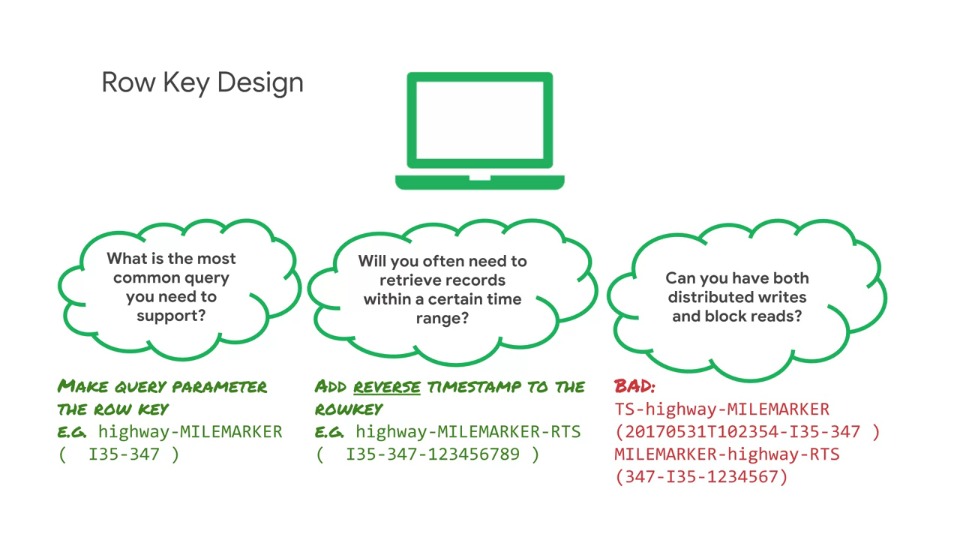 Row Key Design
What is the most
common query
you need to
support?
Will you often need to
retrieve records
within a certain time
range?
Can you have both
distributed writes
and block reads?
MAKE QUERY PARAMETER
THE ROW KEY
E.G. highway-MILEMARKER
( I35-347 )
ADD REVERSE TIMESTAMP TO THE
ROWKEY
E.G. highway-MILEMARKER-RTS
( I35-347-123456789 )
BAD:
TS-highway-MILEMARKER
(20170531T102354-I35-347 )
MILEMARKER-highway-RTS
(347-I35-1234567)